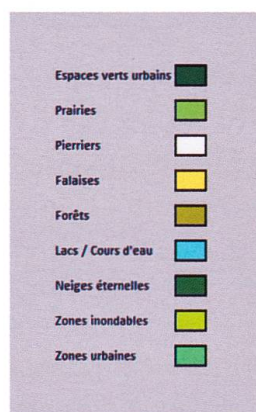 Espaces verts urbains
Prairies
Pierriers
Falaises
Forêts
Lacs / Cours d'eau
Neiges éternelles
Zones inondables
Zones urbaines